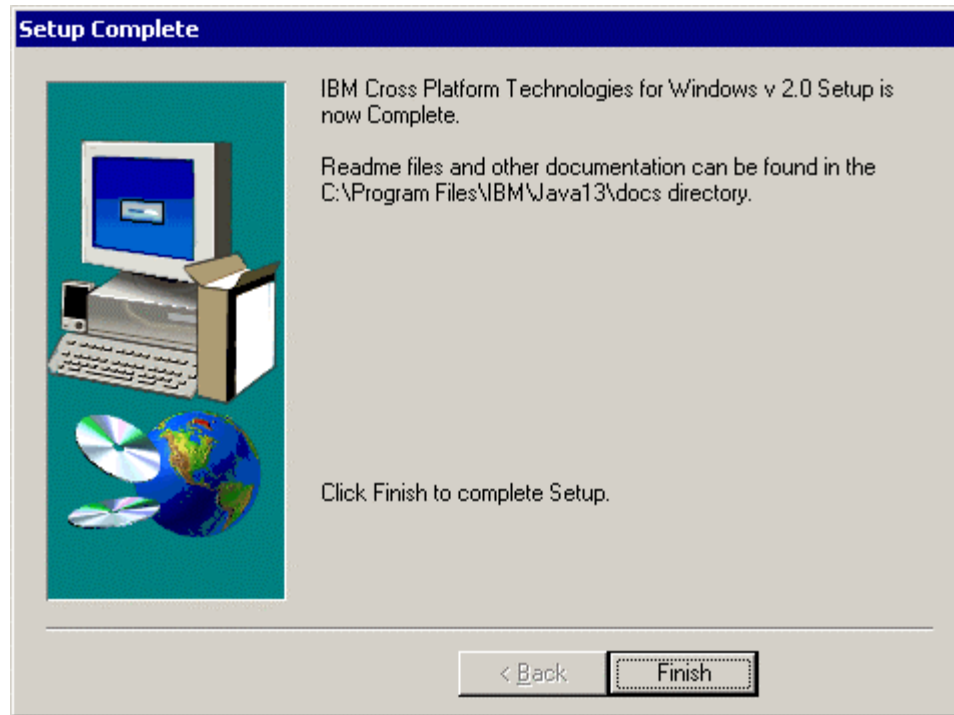 Setup Complete
IBM Cross Platform Technologies for Windows v 2.0 Setup is
now Complete.
Readme files and other documentation can be found in the
C:\Program Files\IBM\Java13\docs directory.
Click Finish to complete Setup.
< Back
Finish